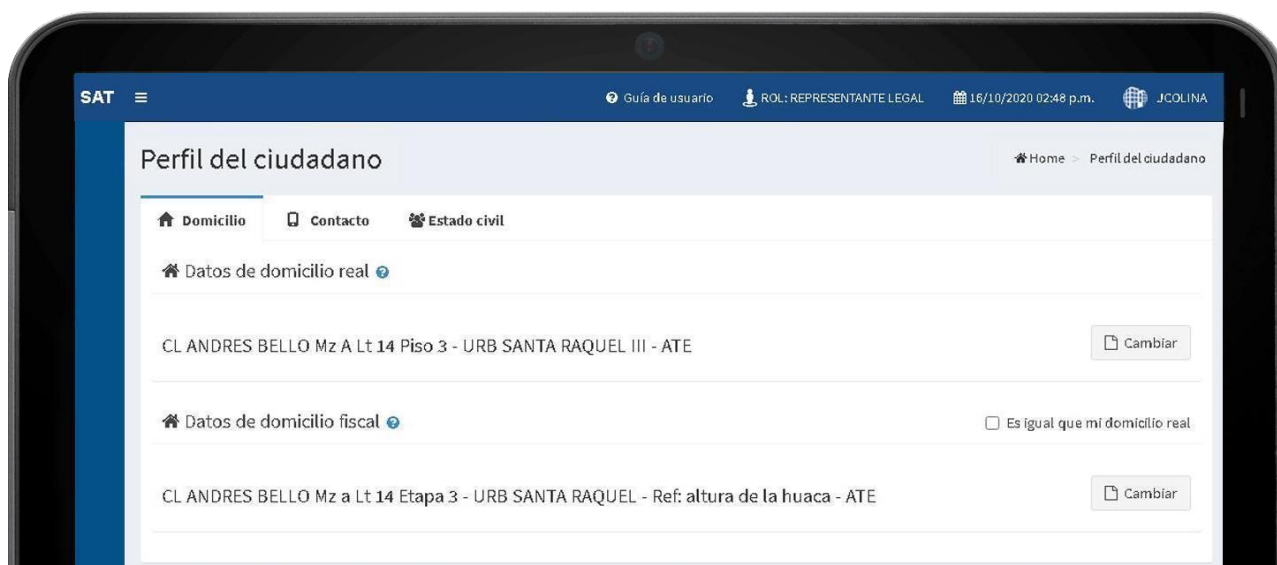 SAT Guía de usuario ROL: REPRESENTANTE LEGAL 16/10/2020 02:48 p.m. JCOLINA
Perfil del ciudadano
Home > Perfil del ciudadano
Domicilio Contacto Estado civil
Datos de domicilio real
CL ANDRES BELLO Mz A Lt 14 Piso 3 - URB SANTA RAQUEL III - ATE
Cambiar
Datos de domicilio fiscal
Es igual que mi domicilio real
CL ANDRES BELLO Mz a Lt 14 Etapa 3 - URB SANTA RAQUEL - Ref: altura de la huaca - ATE
Cambiar